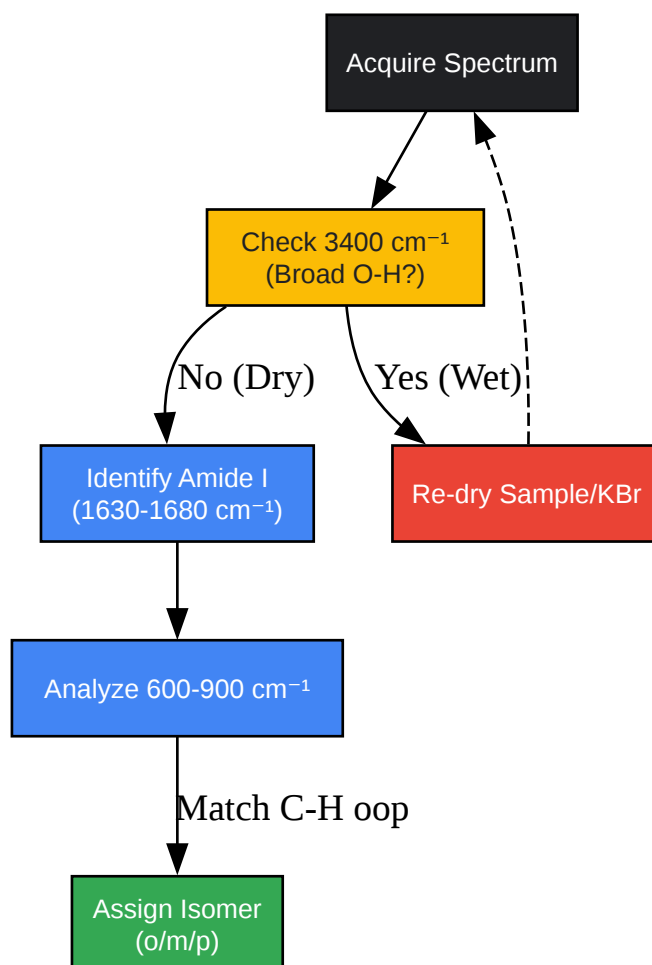 Acquire Spectrum
Check 3400 cm⁻¹
(Broad O-H?)
No (Dry)
Yes (Wet)
Identify Amide I
(1630-1680 cm⁻¹)
Re-dry Sample/KBr
Analyze 600-900 cm⁻¹
Match C-H oop
Assign Isomer
(o/m/p)